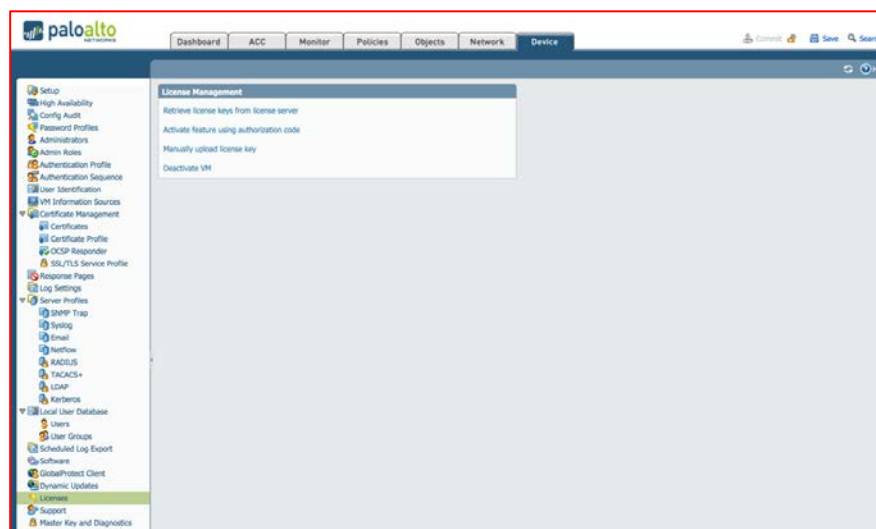 paloalto
NETWORKS
Dashboard ACC Monitor Policies Objects Network Device
Commit Save Sear
Setup
High Availability
Config Audit
Password Profiles
Administrators
Admin Roles
Authentication Profile
Authentication Sequence
User Identification
VM Information Sources
Certificate Management
Certificates
Certificate Profile
OCSP Responder
SSL/TLS Service Profile
Response Pages
Log Settings
Server Profiles
SNMP Trap
Syslog
Email
Netflow
RADIUS
TACACS+
LDAP
Kerberos
Local User Database
Users
User Groups
Scheduled Log Export
Software
GlobalProtect Client
Dynamic Updates
Licenses
Support
Master Key and Diagnostics
License Management
Retrieve license keys from license server
Activate feature using authorization code
Manually upload license key
Deactivate VM